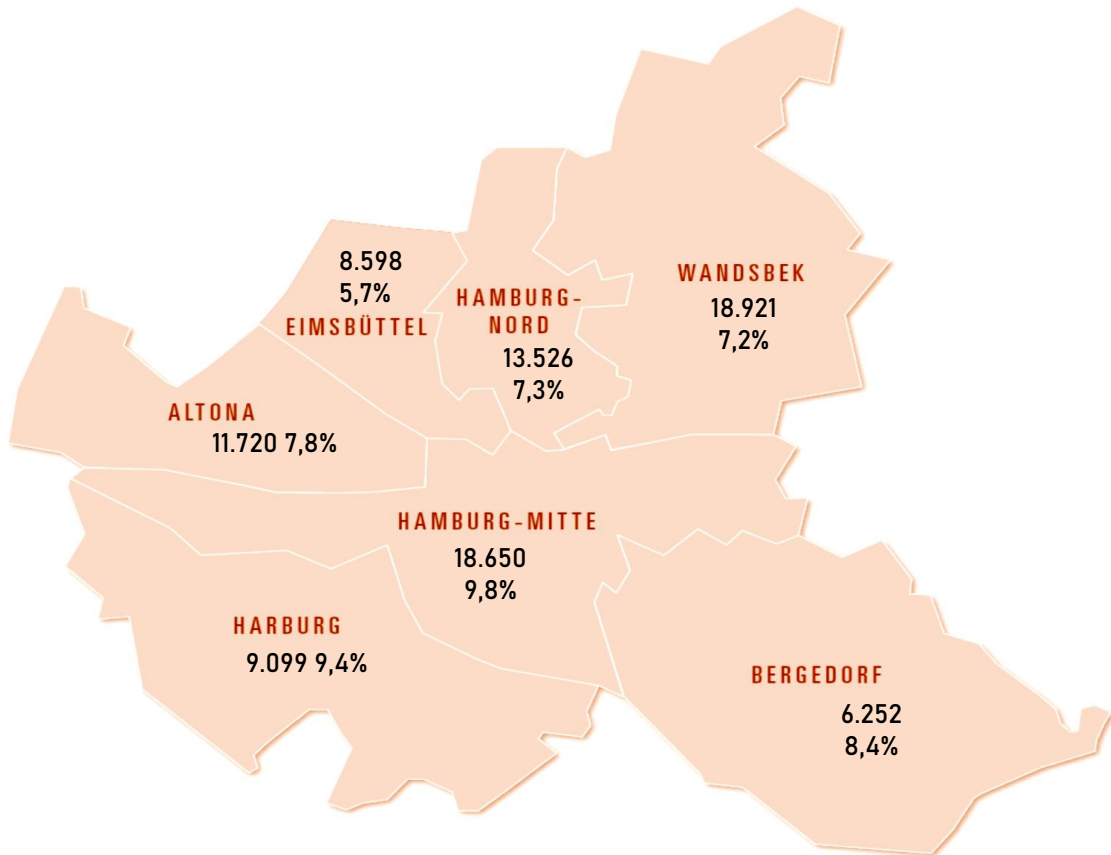 8.598
5,7%
EIMSBÜTTEL
HAMBURG-
NORD
13.526
7,3%
WANDSBEK
18.921
7,2%
ALTONA
11.720 7,8%
HAMBURG-MITTE
18.650
9,8%
HARBURG
9.099 9,4%
BERGEDORF
6.252
8,4%